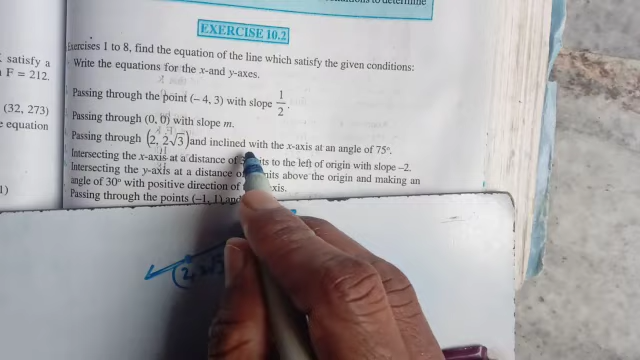 to determine
EXERCISE 10.2
Exercises 1 to 8, find the equation of the line which satisfy the given conditions:
Write the equations for the x-and y-axes.
Passing through the point (– 4, 3) with slope 1/2.
Passing through (0, 0) with slope m.
Passing through (2, 2√3) and inclined with the x-axis at an angle of 75°.
Intersecting the x-axis at a distance of 3 to the left of origin with slope –2.
Intersecting the y-axis at a distance of above the origin and making an
angle of 30° with positive direction of
Passing through the points (–1, 1) and
satisfy a
F = 212.
(32, 273)
equation
1)
(2, 2√3